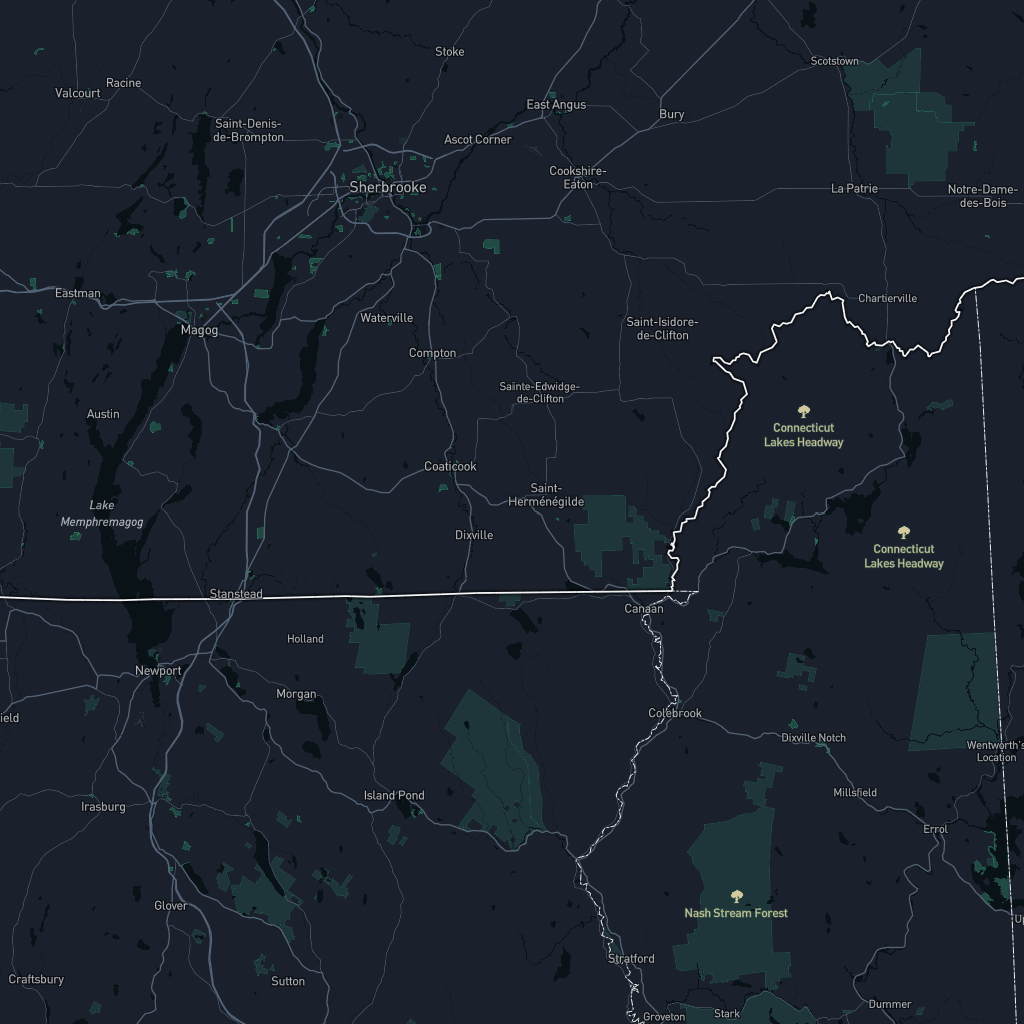 Stoke
Scotstown
Racine
Valcourt
East Angus
Bury
Saint-Denis-
de-Brompton
Ascot Corner
Cookshire-
Eaton
Sherbrooke
La Patrie
Notre-Dame-
des-Bois
Eastman
Chartierville
Magog
Waterville
Saint-Isidore-
de-Clifton
Compton
Sainte-Edwidge-
de-Clifton
Austin
Connecticut
Lakes Headway
Coaticook
Saint-
Herménégilde
Lake
Memphremagog
Dixville
Connecticut
Lakes Headway
Stanstead
Canaan
Holland
Newport
Morgan
ield
Colebrook
Dixville Notch
Wentworth's
Location
Island Pond
Millsfield
Irasburg
Errol
Glover
Nash Stream Forest
Up
Stratford
Craftsbury
Sutton
Dummer
Stark
Groveton